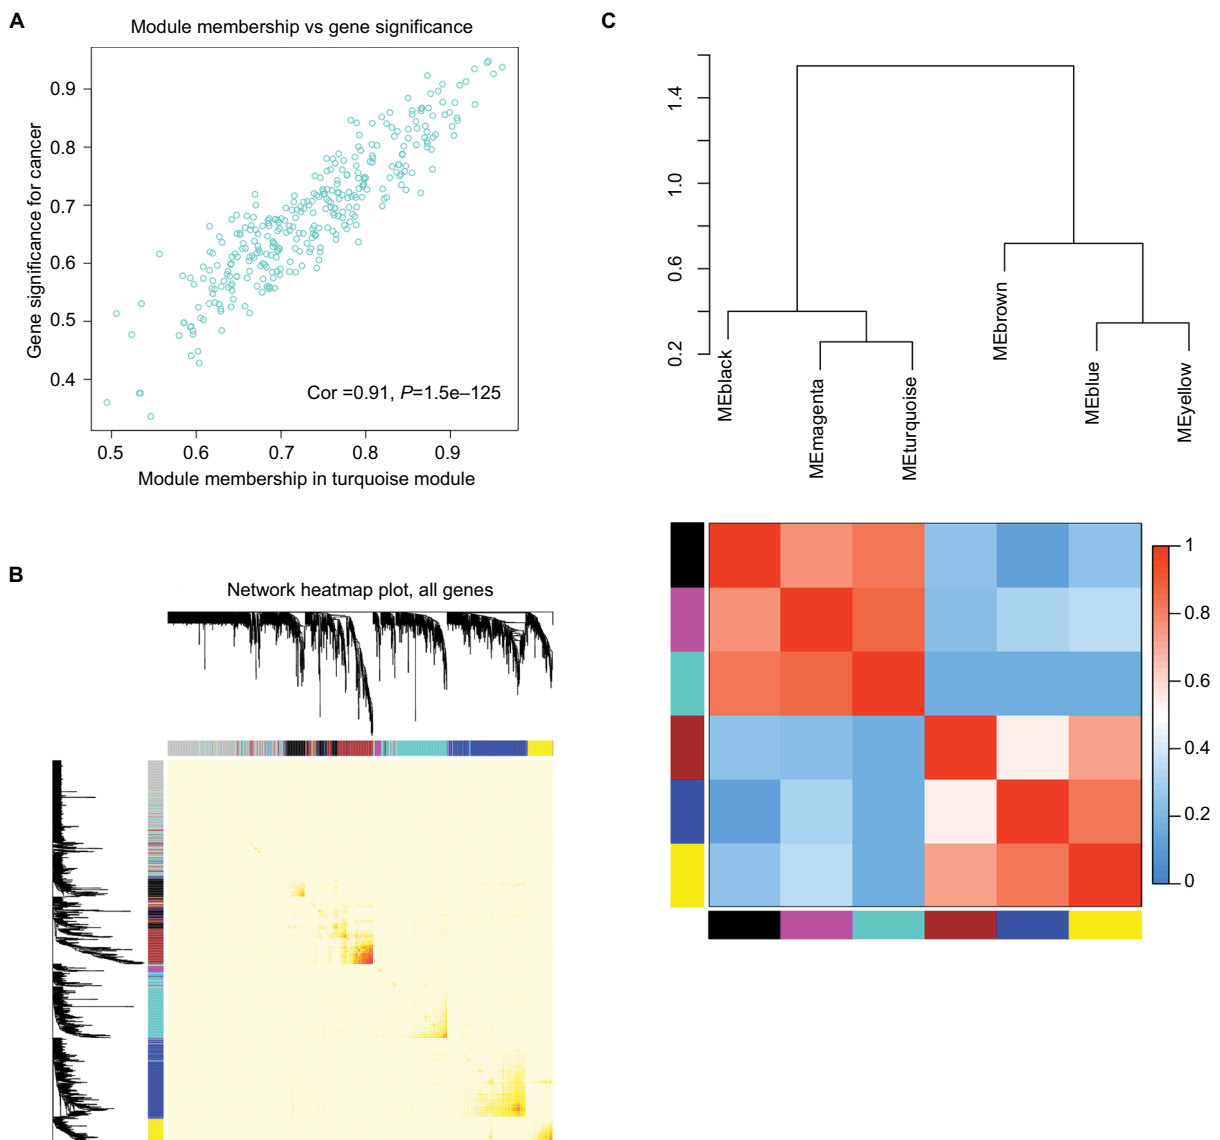 A
Module membership vs gene significance
Gene significance for cancer
0.9
0.8
0.7
0.6
0.5
0.4
Cor =0.91, P=1.5e–125
0.5 0.6 0.7 0.8 0.9
Module membership in turquoise module
B
Network heatmap plot, all genes
C
1.4
1.0
0.6
0.2
MEblack
MEmagenta
MEturquoise
MEbrown
MEblue
MEyellow
1
0.8
0.6
0.4
0.2
0